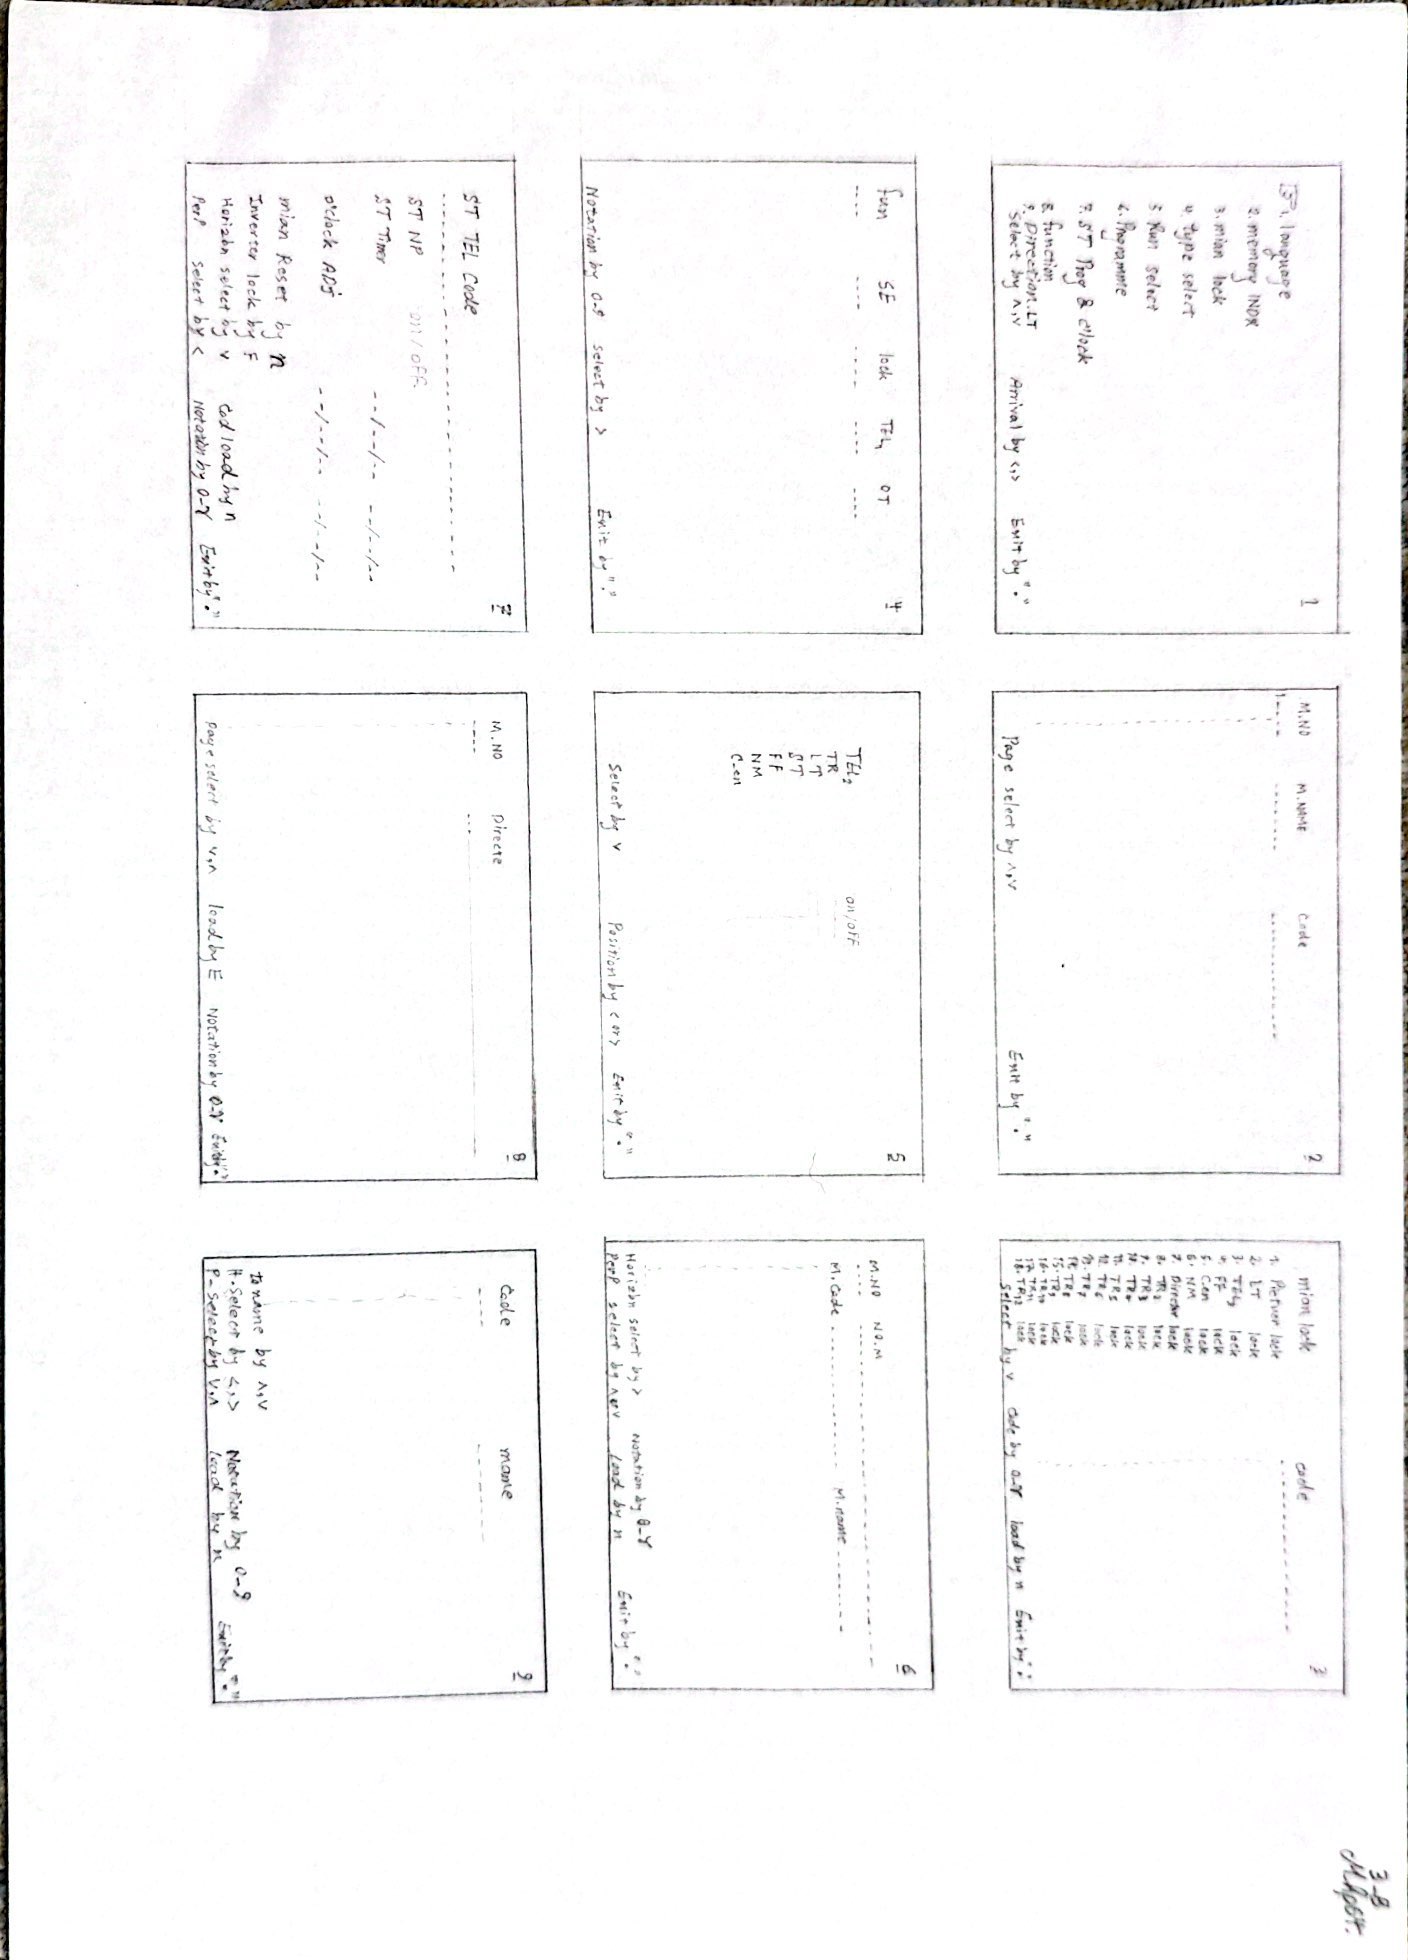 3-8
1
1. language
2. memory INDX
3. mian lock
4. type select
5. Run select
6. Programme
7. ST Prog & o'clock
8. function
9. Direction.LT
Select by ʌ,v Arrival by <,> Exit by "."
2
M.NO M.NAME Code
1----
Page select by ʌ,v Exit by "."
3
mian lock code
1. Pictuer lock
2. LT lock
3. TEL2 lock
4. FF lock
5. C.en lock
6. NM lock
7. Director lock
8. TR2 lock
9. TR3 lock
10. TR4 lock
11. TR5 lock
12. TR6 lock
13. TR7 lock
14. TR8 lock
15. TR9 lock
16. TR10 lock
17. TR11 lock
18. TR12 lock
Select by v Code by 0-9 load by n Exit by "."
4
fun SE lock TEL1 OT
---- ---- ---- ---- ----
Notation by 0-9 select by > Exit by "."
5
TEL2 on/off
TR
LT
ST
FF
NM
C-en
Select by v Position by < or > Exit by "."
6
M.NO NO.M
M.Code -------------- M.name --------
Horizon select by > Notation by 0-9
PerP select by ʌ or v Load by n Exit by "."
7
ST TEL Code
ST NP on/off
ST Timer --/--/-- --/--/--
o'clock ADj --/--/-- --/--/--
mian Reset by n
Inverter lock by F
Horizon select by v Cod load by n
PerP select by < Notation by 0-9 Exit by "."
8
M.NO Directe
Page select by v,ʌ load by E Notation by 0-9 Exit by "."
9
Code mame
to name by ʌ,v
H.Select by <,> Notation by 0-9
P-Select by v,ʌ load by n Exit by "."